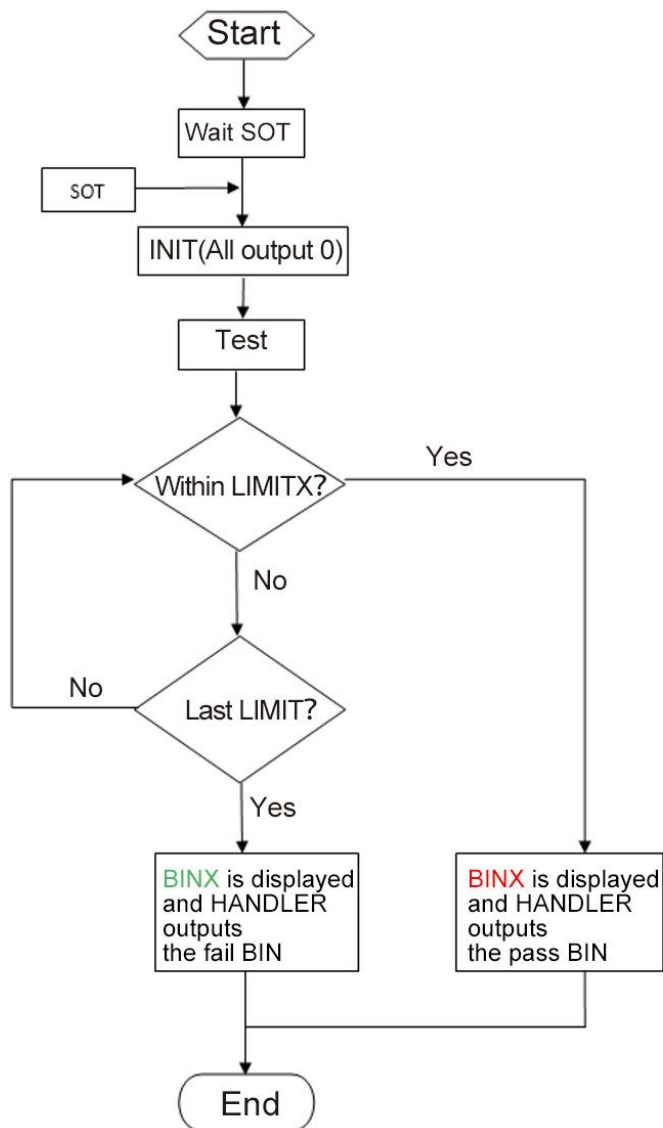 Start
Wait SOT
SOT
INIT(All output 0)
Test
Within LIMITX?
Yes
No
No
Last LIMIT?
Yes
BINX is displayed
and HANDLER
outputs
the fail BIN
BINX is displayed
and HANDLER
outputs
the pass BIN
End